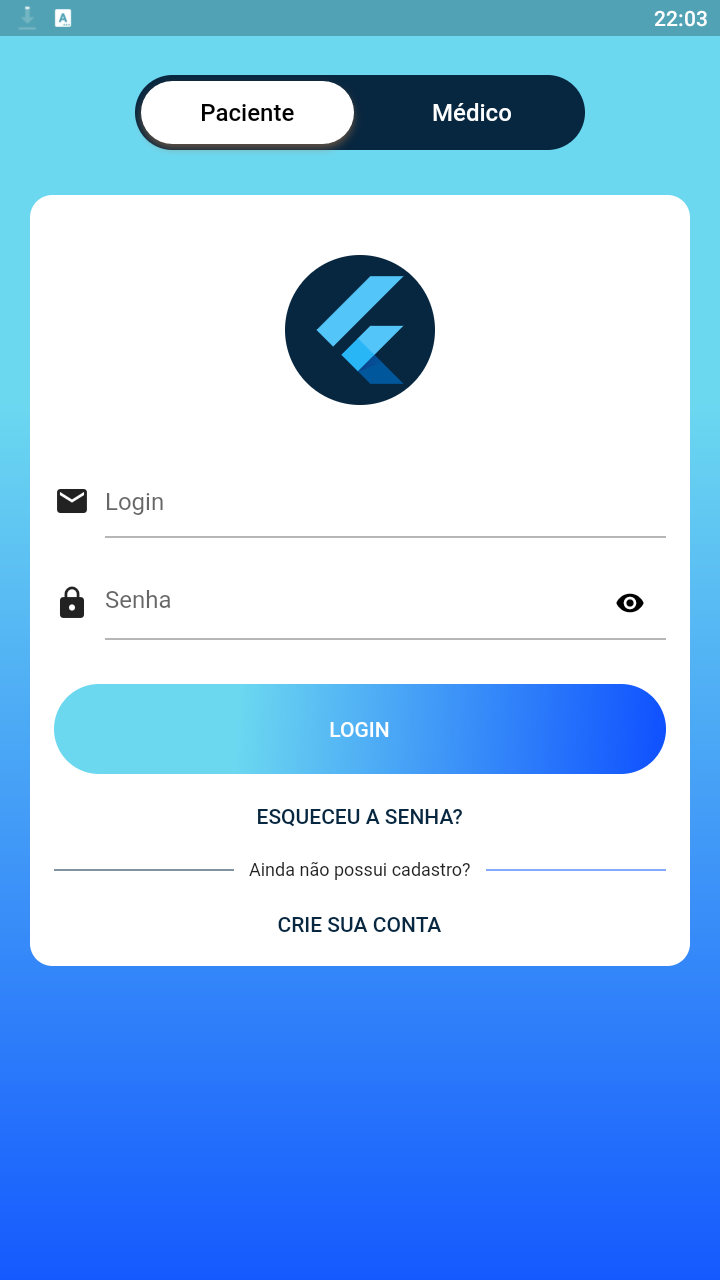 22:03
Paciente Médico
Login
Senha
LOGIN
ESQUECEU A SENHA?
Ainda não possui cadastro?
CRIE SUA CONTA